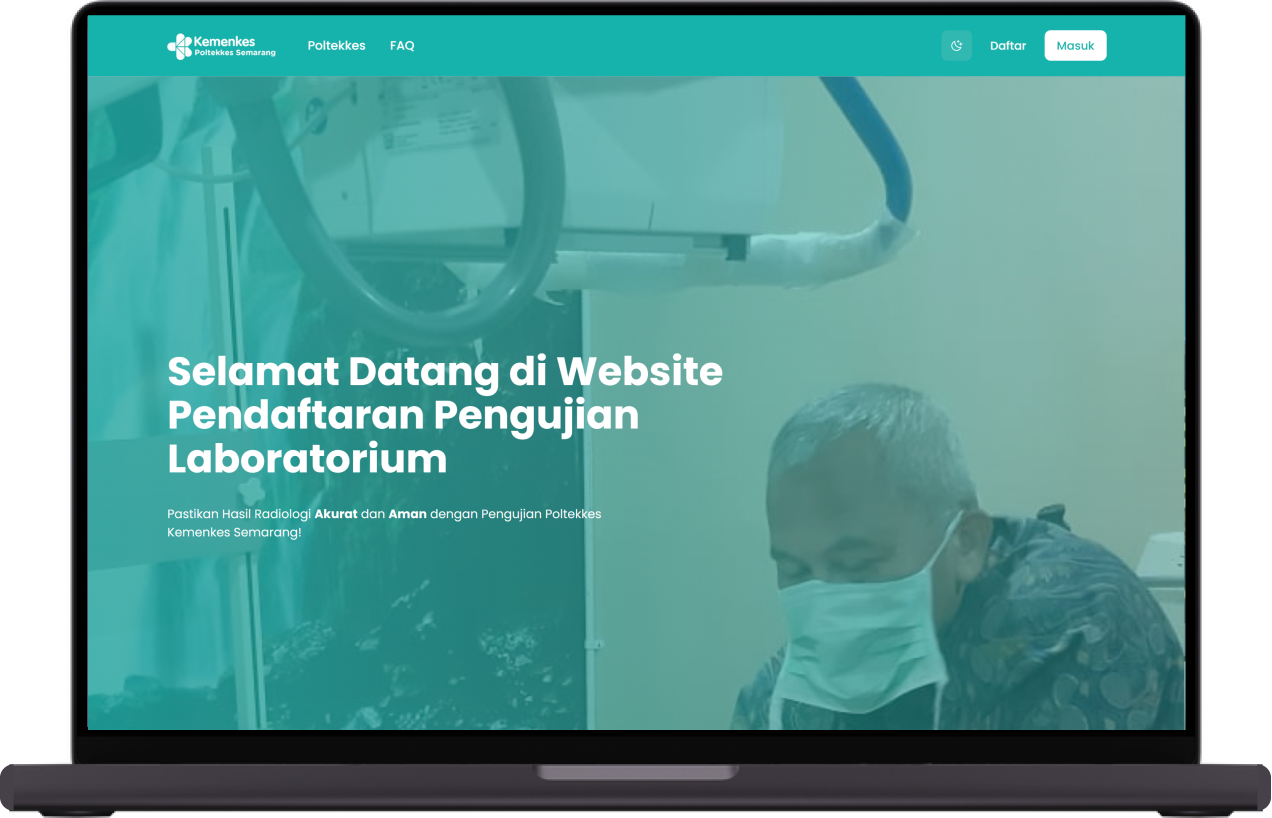 Kemenkes
Poltekkes Semarang
Poltekkes
FAQ
Daftar
Masuk
Selamat Datang di Website
Pendaftaran Pengujian
Laboratorium
Pastikan Hasil Radiologi Akurat dan Aman dengan Pengujian Poltekkes
Kemenkes Semarang!